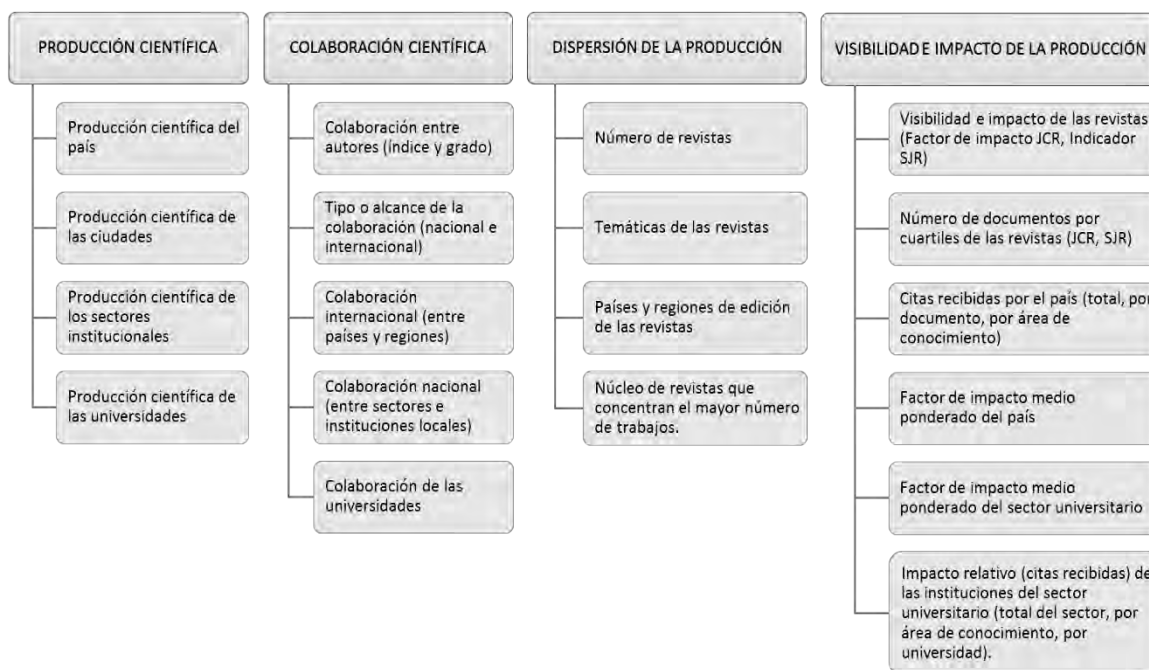 PRODUCCIÓN CIENTÍFICA
Producción científica del
país
Producción científica de
las ciudades
Producción científica de
los sectores
institucionales
Producción científica de
las universidades
COLABORACIÓN CIENTÍFICA
Colaboración entre
autores (índice y grado)
Tipo o alcance de la
colaboración (nacional e
internacional)
Colaboración
internacional (entre
países y regiones)
Colaboración nacional
(entre sectores e
instituciones locales)
Colaboración de las
universidades
DISPERSIÓN DE LA PRODUCCIÓN
Número de revistas
Temáticas de las revistas
Países y regiones de edición
de las revistas
Núcleo de revistas que
concentran el mayor número
de trabajos.
VISIBILIDAD E IMPACTO DE LA PRODUCCIÓN
Visibilidad e impacto de las revistas
(Factor de impacto JCR, Indicador
SJR)
Número de documentos por
cuartiles de las revistas (JCR, SJR)
Citas recibidas por el país (total, por
documento, por área de
conocimiento)
Factor de impacto medio
ponderado del país
Factor de impacto medio
ponderado del sector universitario
Impacto relativo (citas recibidas) de
las instituciones del sector
universitario (total del sector, por
área de conocimiento, por
universidad).